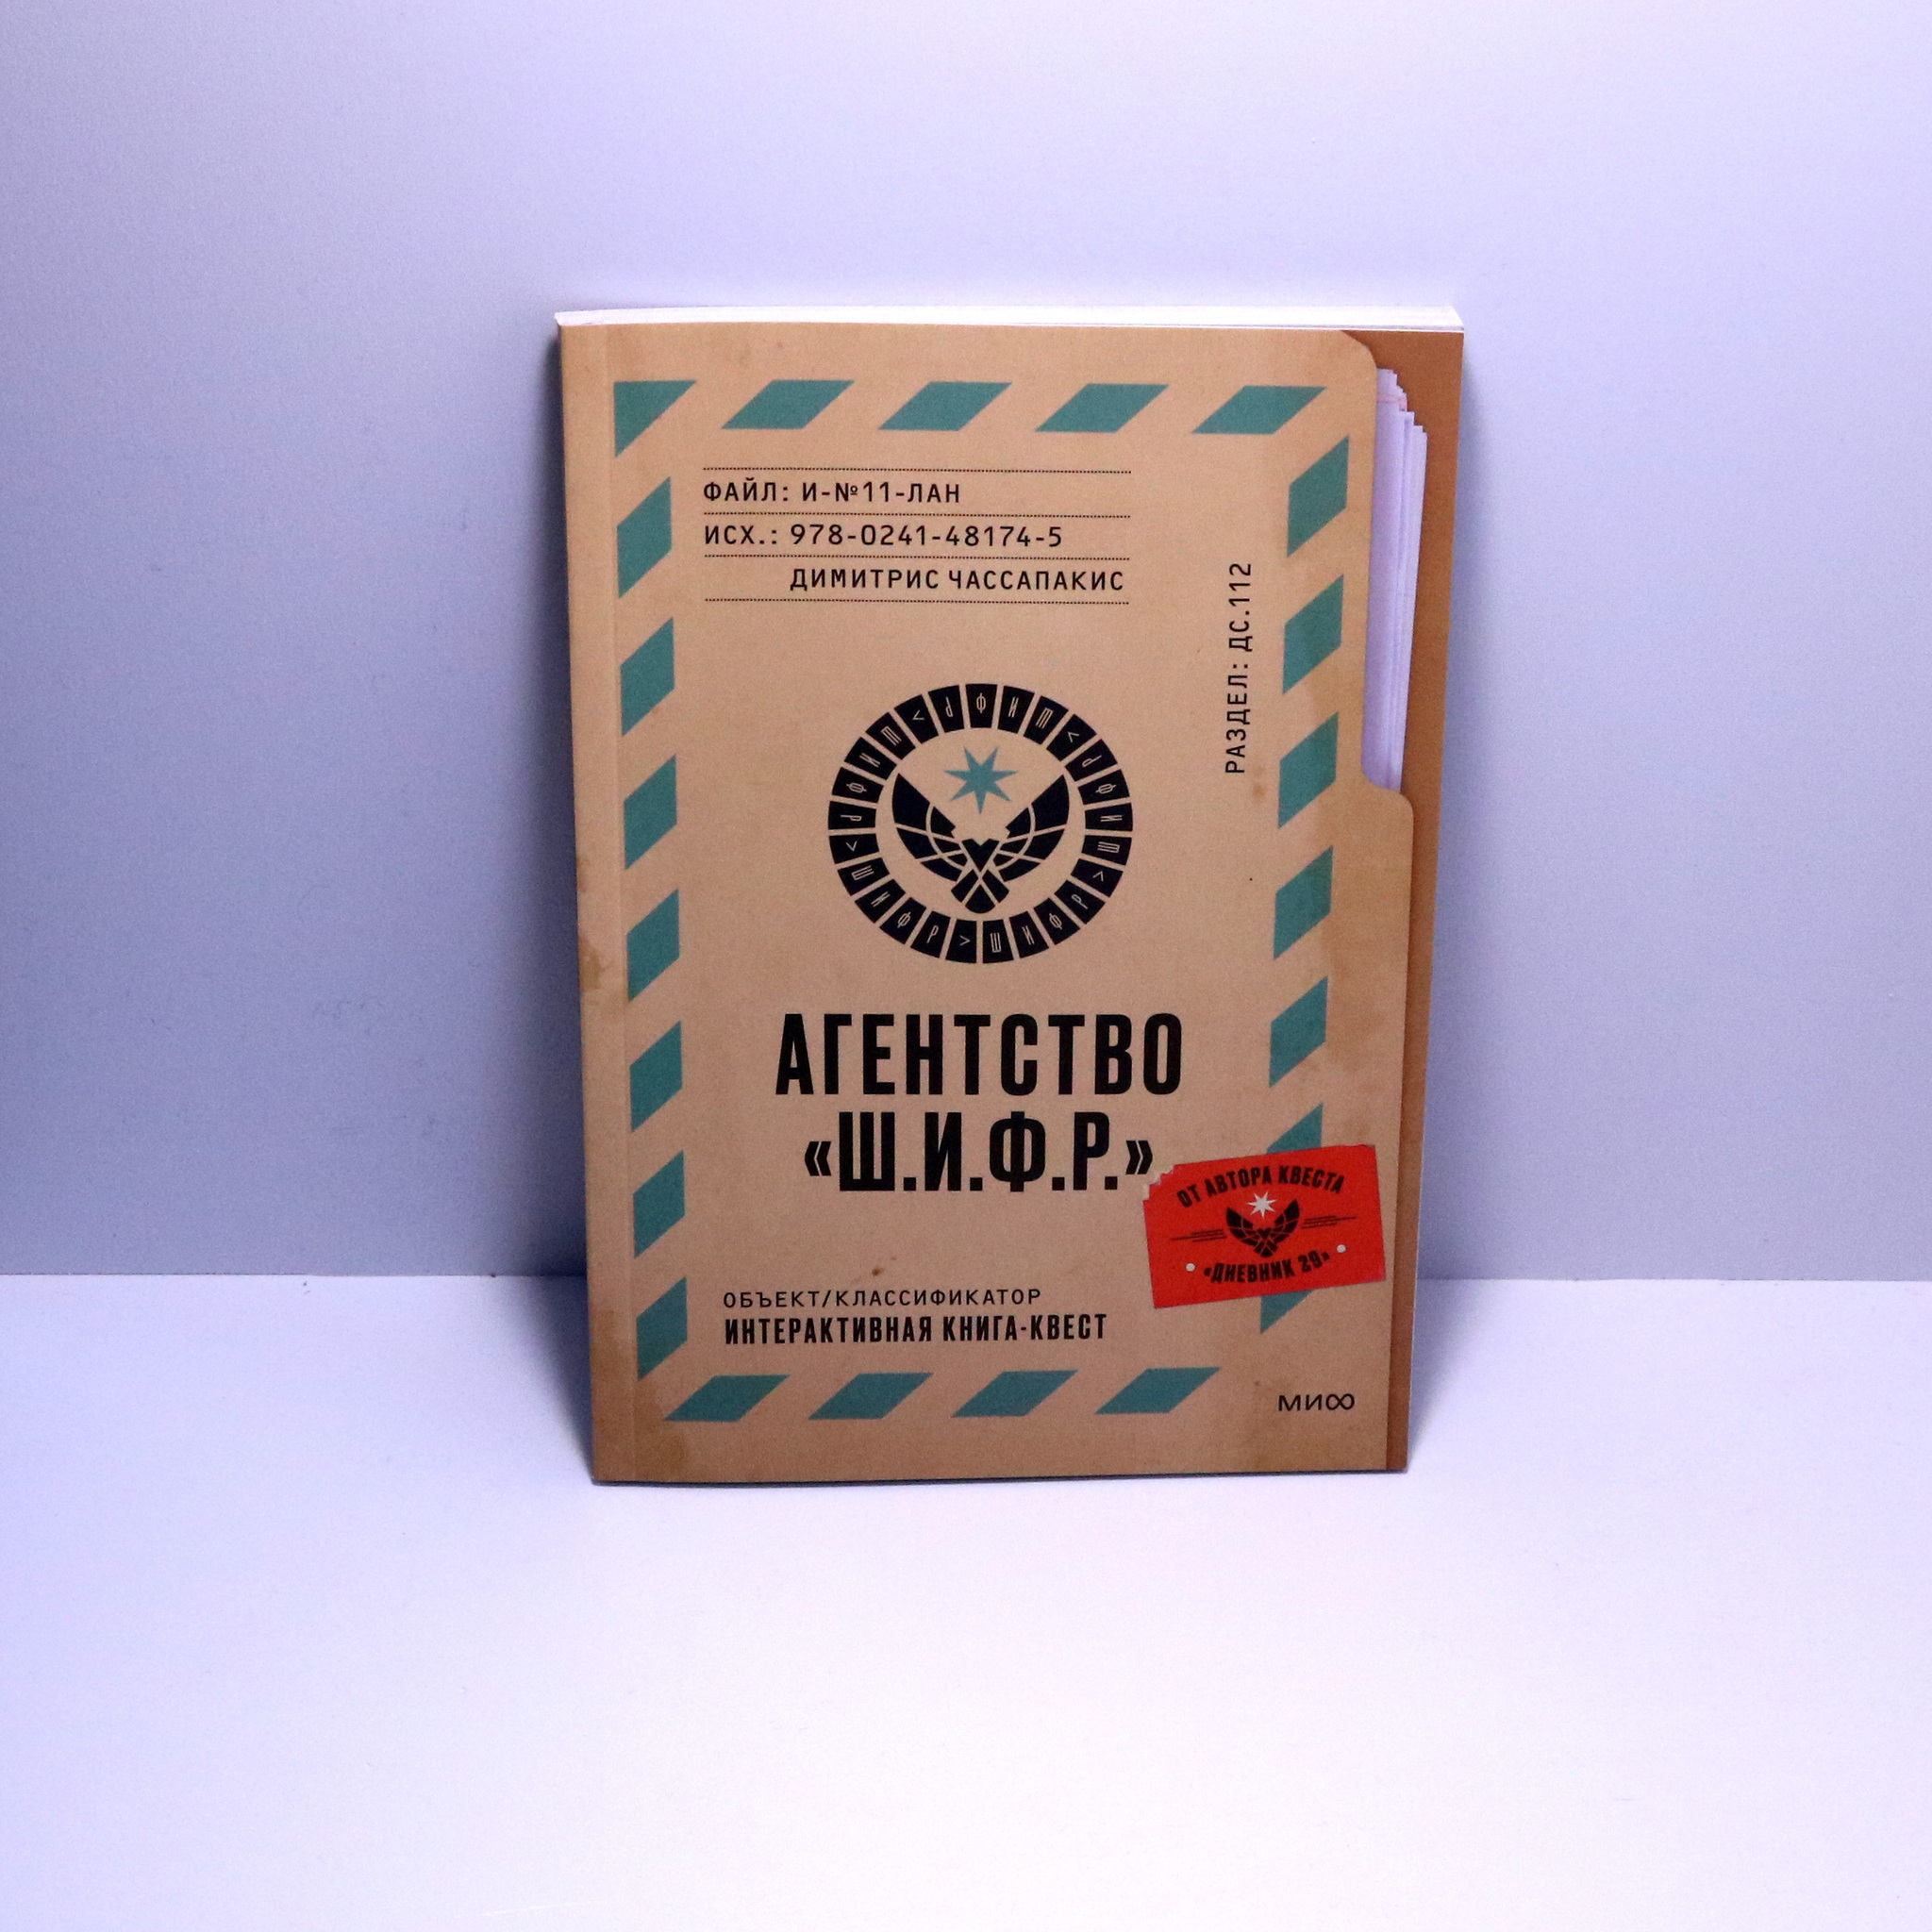 ФАЙЛ: И-№11-ЛАН
ИСХ.: 978-0241-48174-5
ДИМИТРИС ЧАССАПАКИС
РАЗДЕЛ: ДС.112
Ш И Ф Р > Ш И Ф Р > Ш И Ф Р > Ш И Ф Р > Ш И Ф Р >
АГЕНТСТВО
«Ш.И.Ф.Р.»
ОТ АВТОРА КВЕСТА
«ДНЕВНИК 29»
ОБЪЕКТ/КЛАССИФИКАТОР
ИНТЕРАКТИВНАЯ КНИГА-КВЕСТ
МИФ